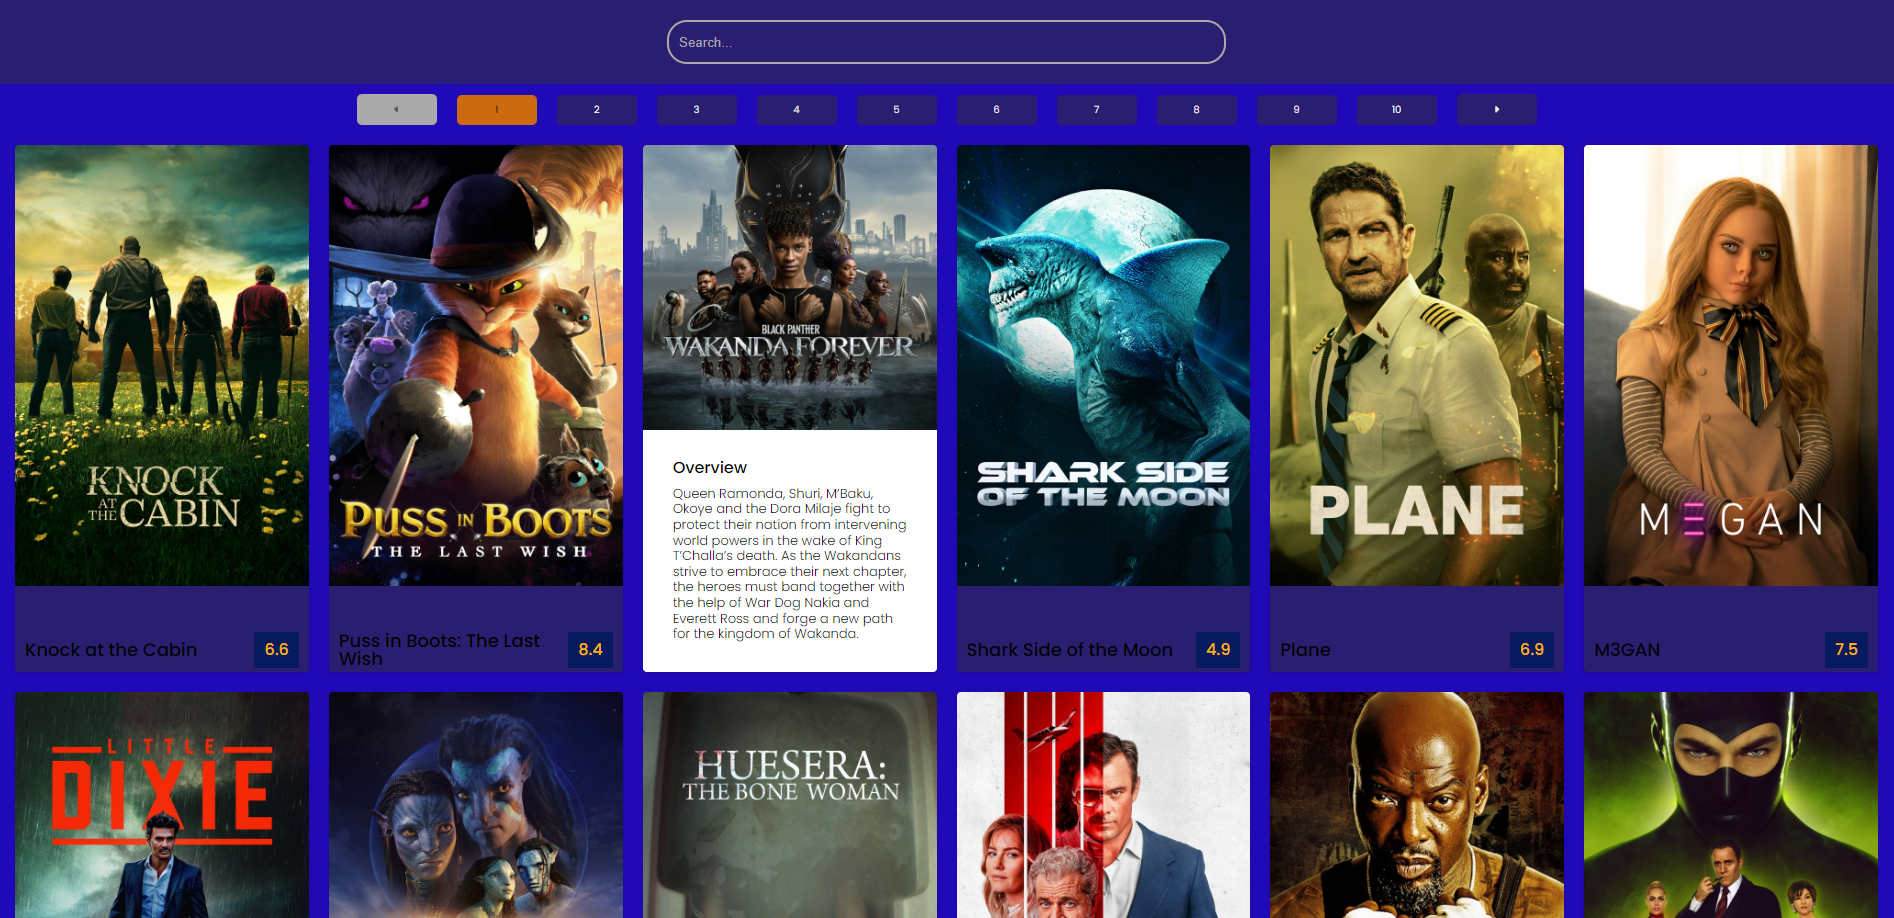 Search...
1 2 3 4 5 6 7 8 9 10
KNOCK
AT THE CABIN
PUSS IN BOOTS
THE LAST WISH
BLACK PANTHER
WAKANDA FOREVER
Overview
Queen Ramonda, Shuri, M'Baku,
Okoye and the Dora Milaje fight to
protect their nation from intervening
world powers in the wake of King
T'Challa's death. As the Wakandans
strive to embrace their next chapter,
the heroes must band together with
the help of War Dog Nakia and
Everett Ross and forge a new path
for the kingdom of Wakanda.
SHARK SIDE
OF THE MOON
PLANE
M3GAN
Knock at the Cabin 6.6
Puss in Boots: The Last
Wish 8.4
Shark Side of the Moon 4.9
Plane 6.9
M3GAN 7.5
LITTLE
DIXIE
HUESERA:
THE BONE WOMAN